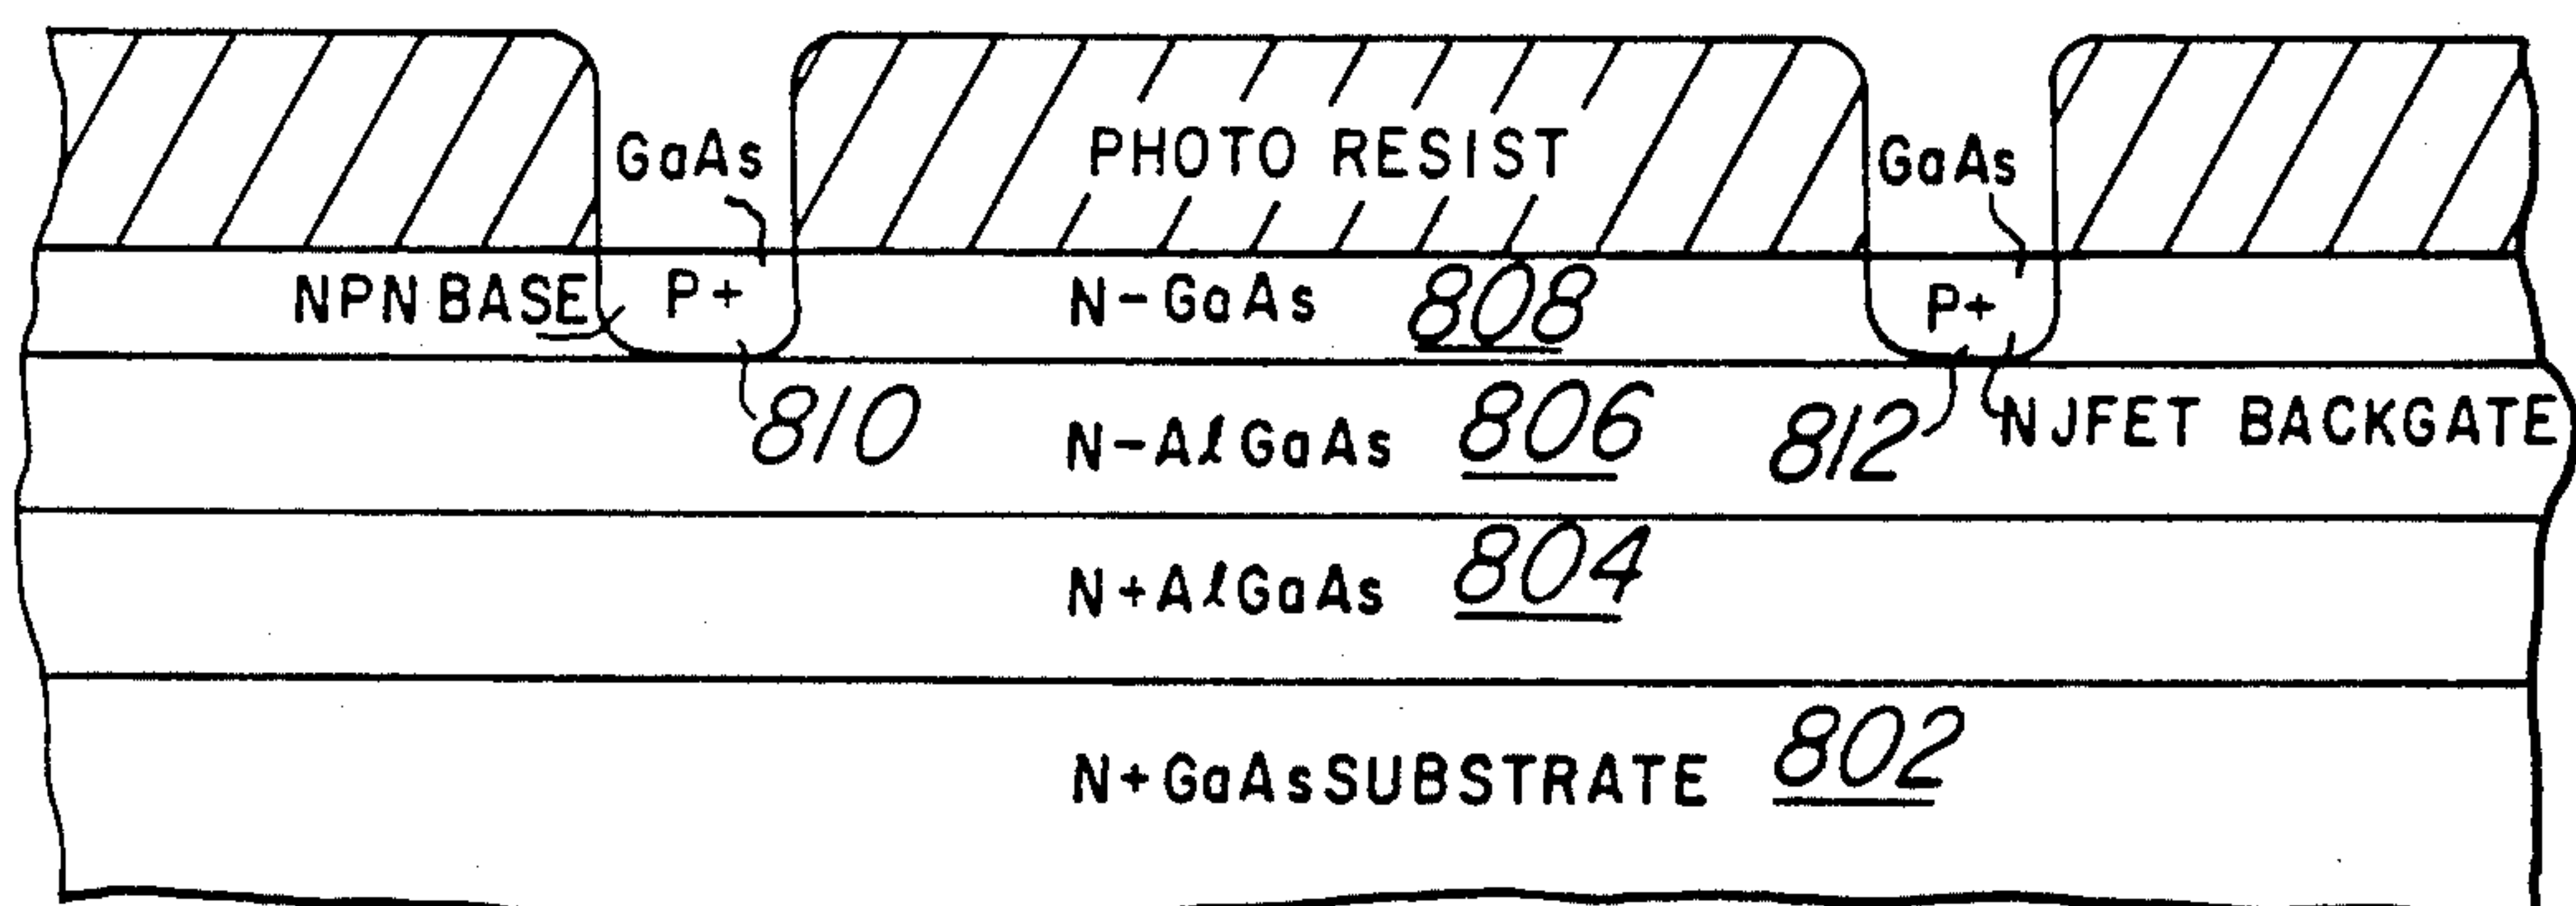 GaAs
PHOTO RESIST
GaAs
NPN BASE
P+
N-GaAs 808
P+
810
N-AlGaAs 806
812
NJFET BACKGATE
N+AlGaAs 804
N+GaAs SUBSTRATE 802